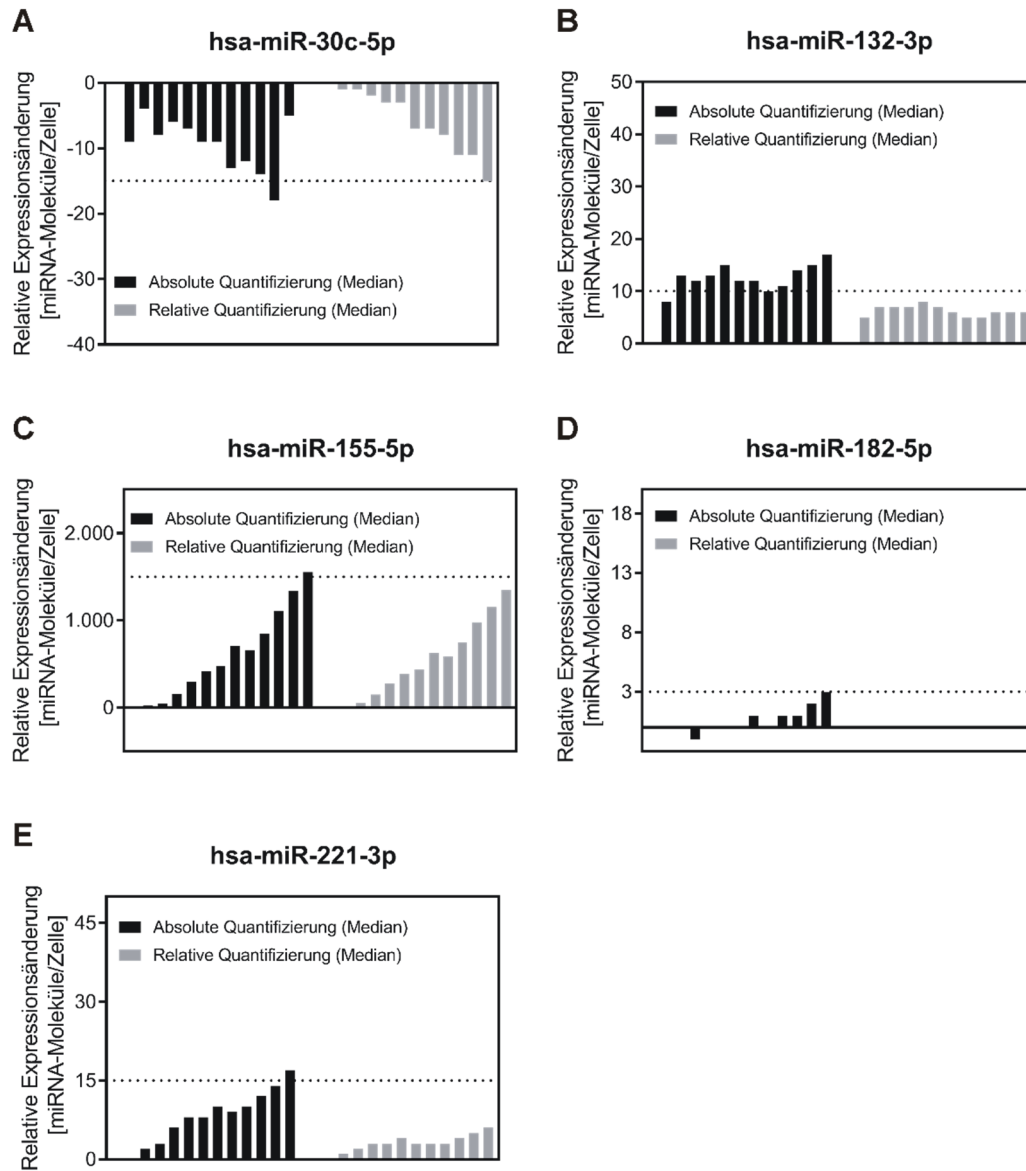 A
hsa-miR-30c-5p
Relative Expressionsänderung
[miRNA-Moleküle/Zelle]
0
-10
-20
-30
-40
Absolute Quantifizierung (Median)
Relative Quantifizierung (Median)
B
hsa-miR-132-3p
Relative Expressionsänderung
[miRNA-Moleküle/Zelle]
50
40
30
20
10
0
Absolute Quantifizierung (Median)
Relative Quantifizierung (Median)
C
hsa-miR-155-5p
Relative Expressionsänderung
[miRNA-Moleküle/Zelle]
2.000
1.000
0
Absolute Quantifizierung (Median)
Relative Quantifizierung (Median)
D
hsa-miR-182-5p
Relative Expressionsänderung
[miRNA-Moleküle/Zelle]
18
13
8
3
Absolute Quantifizierung (Median)
Relative Quantifizierung (Median)
E
hsa-miR-221-3p
Relative Expressionsänderung
[miRNA-Moleküle/Zelle]
45
30
15
0
Absolute Quantifizierung (Median)
Relative Quantifizierung (Median)